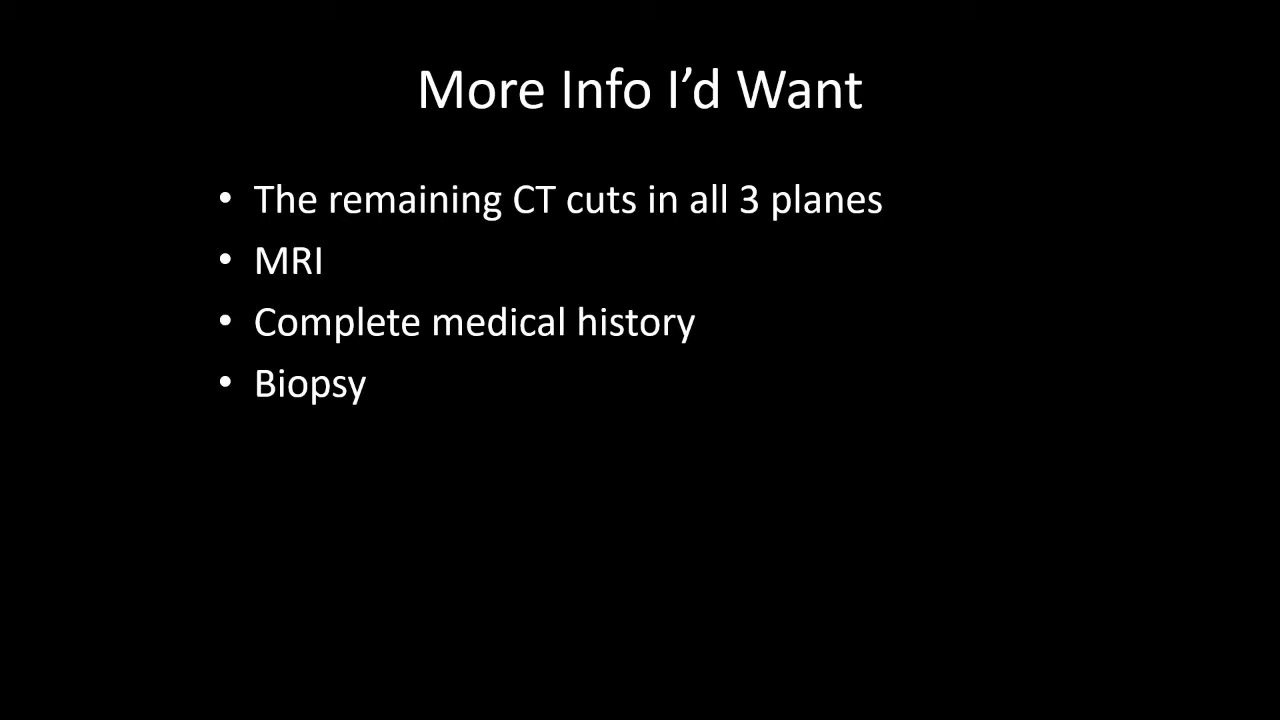 More Info I’d Want
• The remaining CT cuts in all 3 planes
• MRI
• Complete medical history
• Biopsy